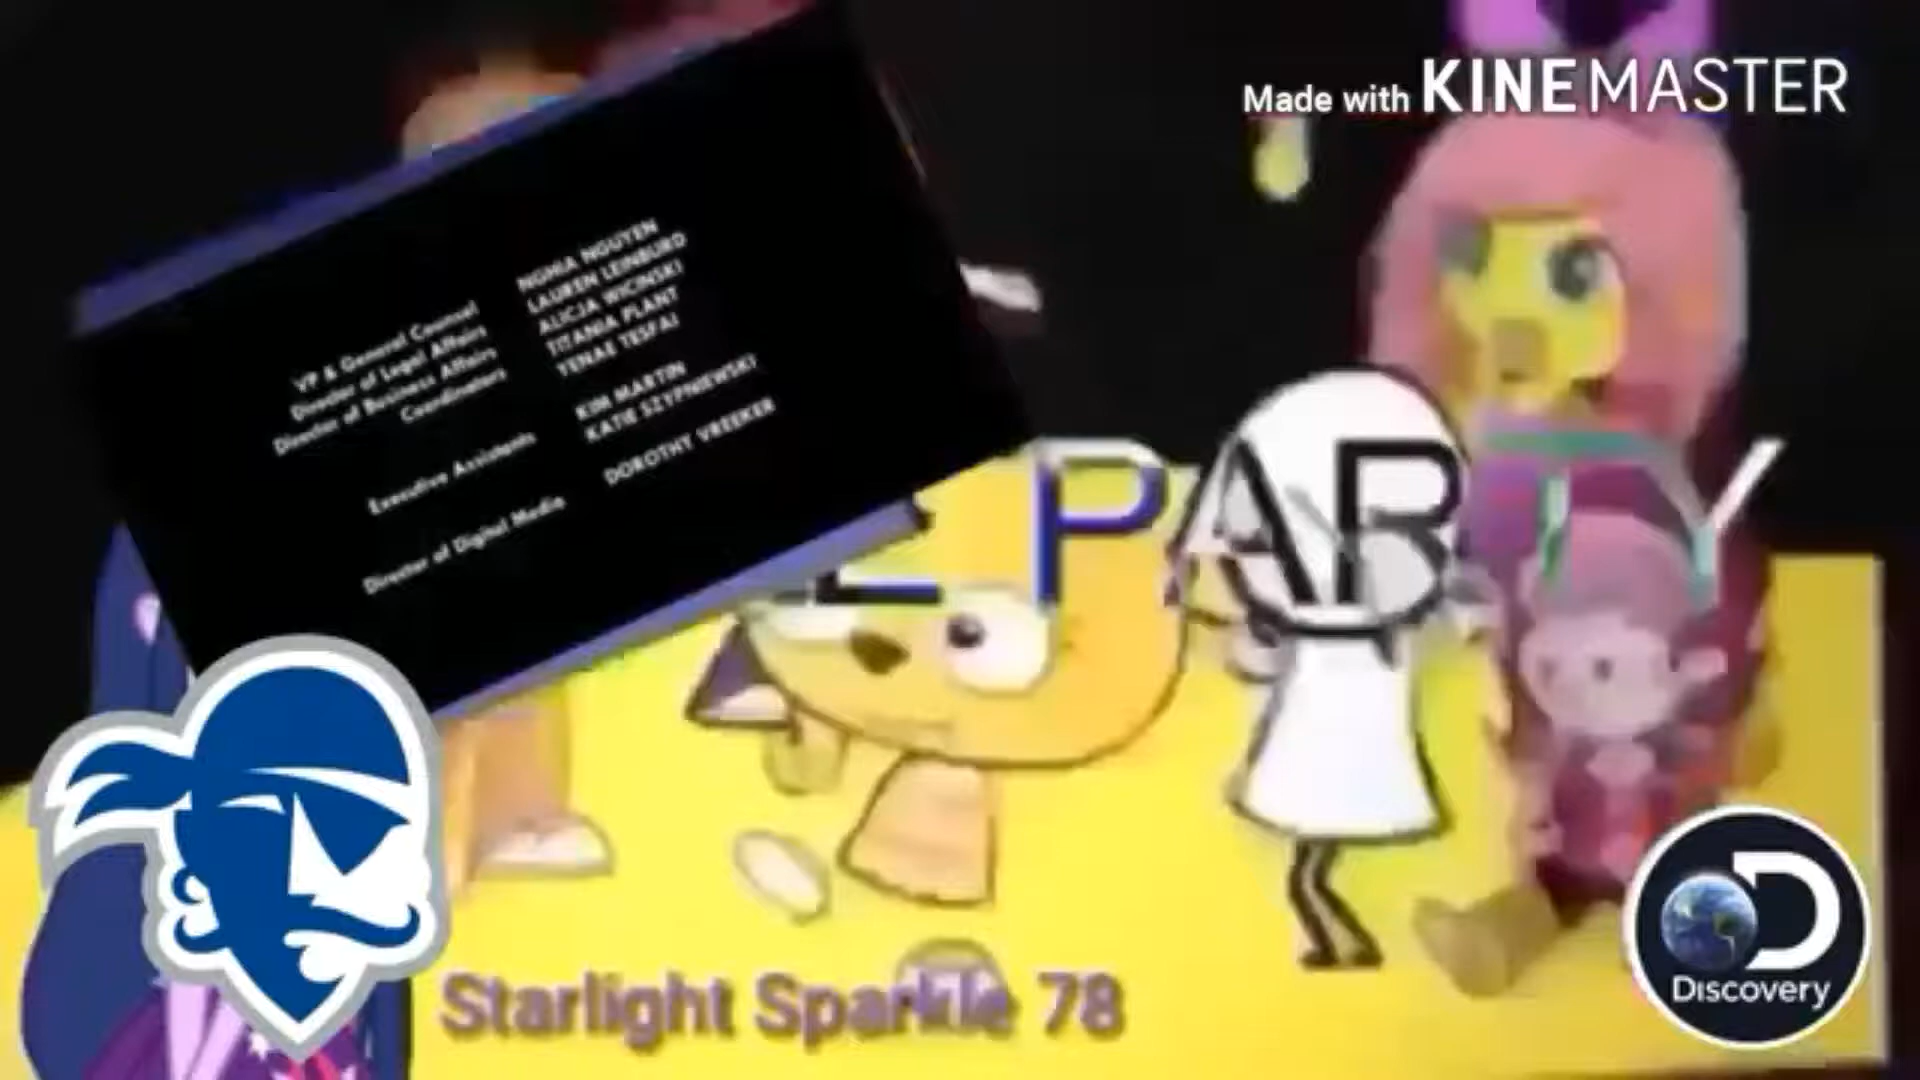 Made with KINEMASTER
VP & General Counsel NGHIA NGUYEN
Director of Legal Affairs LAUREN LEINBURD
Director of Business Affairs ALICJA WICINSKI
Coordinators TITANIA PLANT
YENAE TESFAI
Executive Assistants KIM MARTIN
KATIE SZYPNIEWSKI
Director of Digital Media DOROTHY VREEKER
PARTY
Starlight Sparkle 78
Discovery